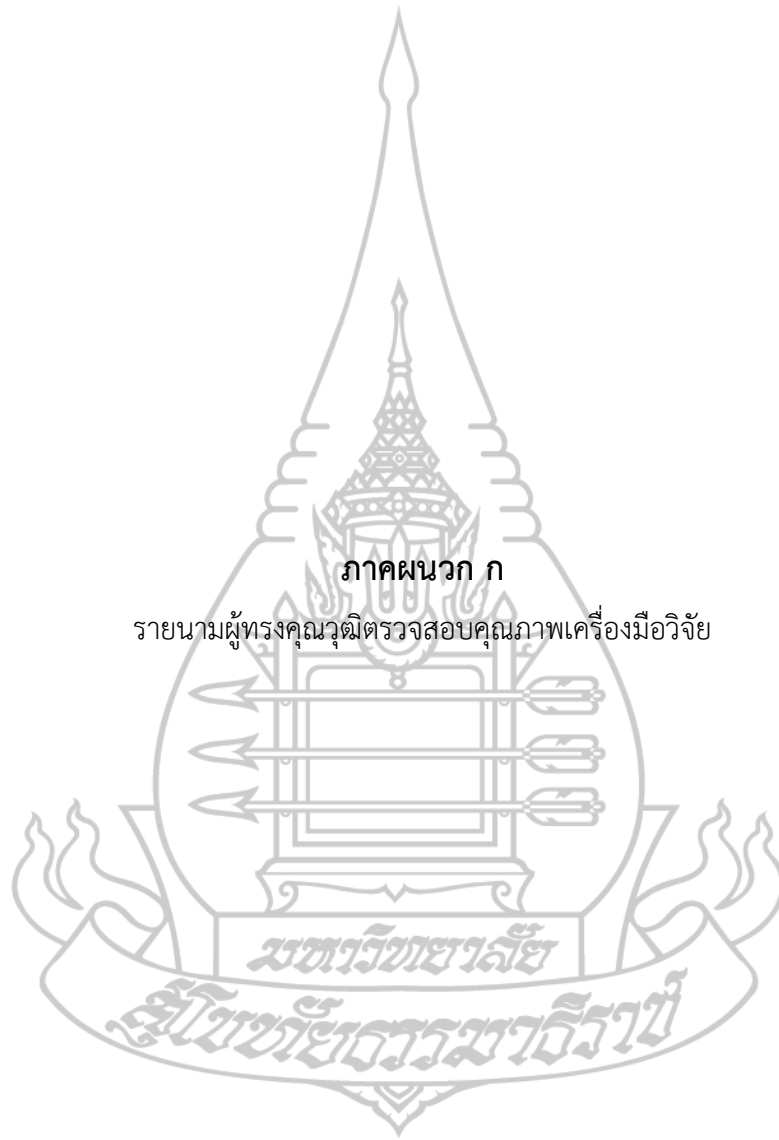 ภาคผนวก ก
รายนามผู้ทรงคุณวุฒิตรวจสอบคุณภาพเครื่องมือวิจัย
มหาวิทยาลัย
สุโขทัยธรรมาธิราช